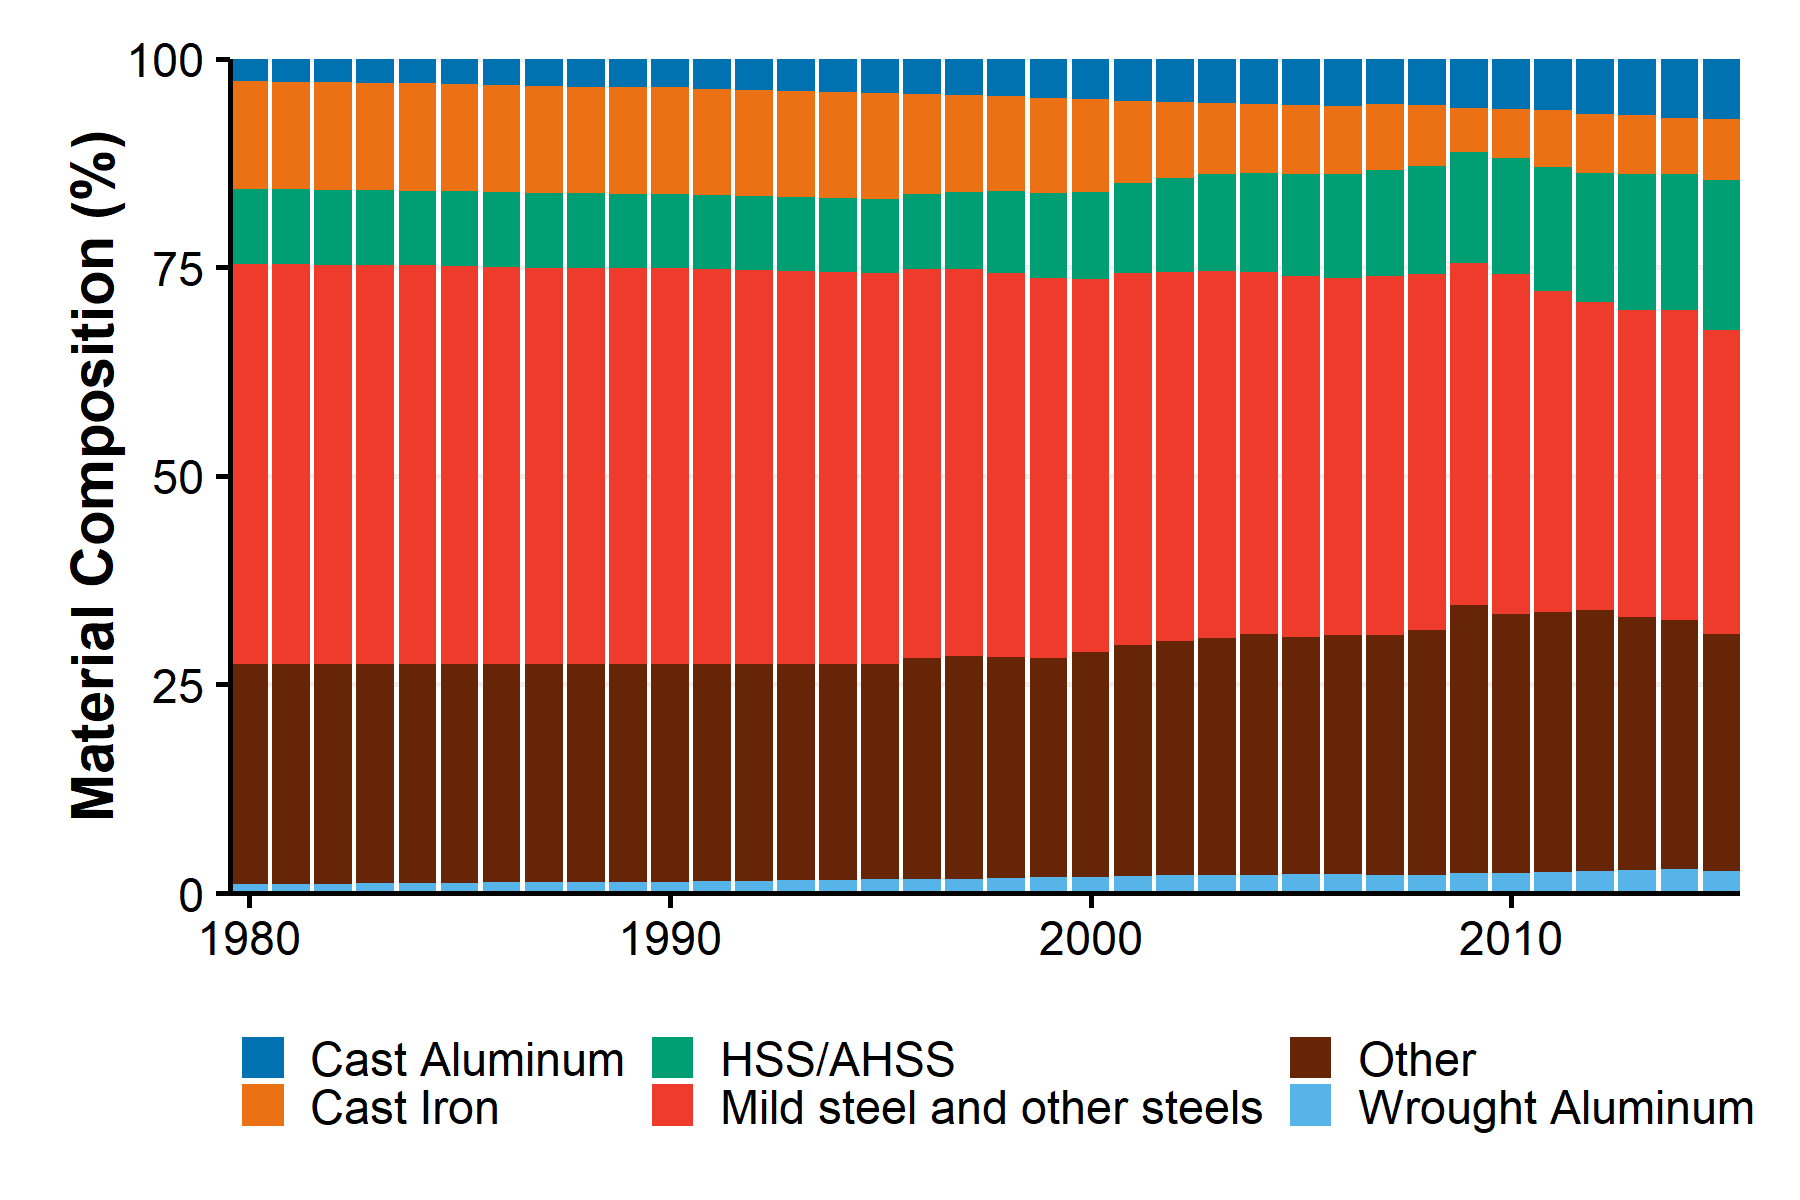 Material Composition (%)
100
75
50
25
0
1980 1990 2000 2010
Cast Aluminum HSS/AHSS Other
Cast Iron Mild steel and other steels Wrought Aluminum